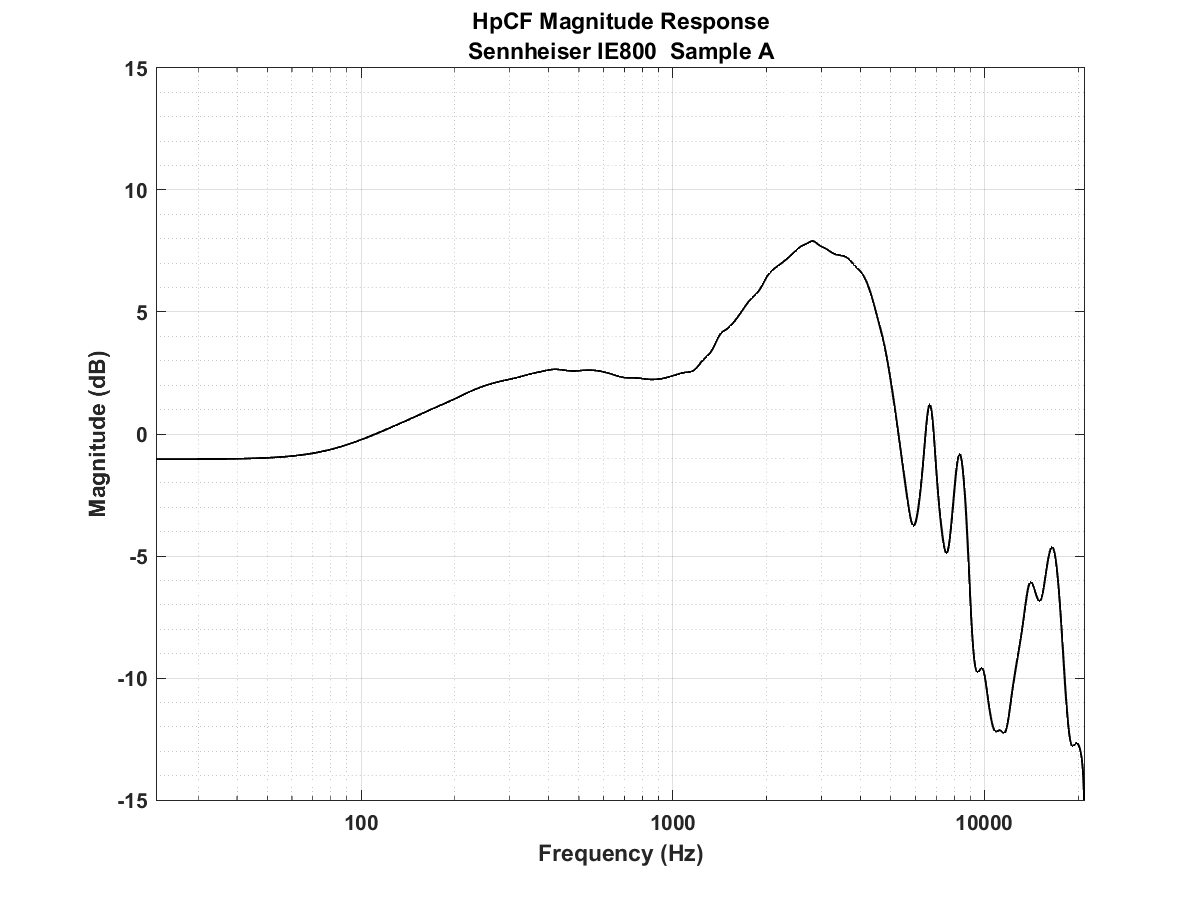 HpCF Magnitude Response
Sennheiser IE800  Sample A
15
10
5
0
-5
-10
-15
Magnitude (dB)
100
1000
10000
Frequency (Hz)